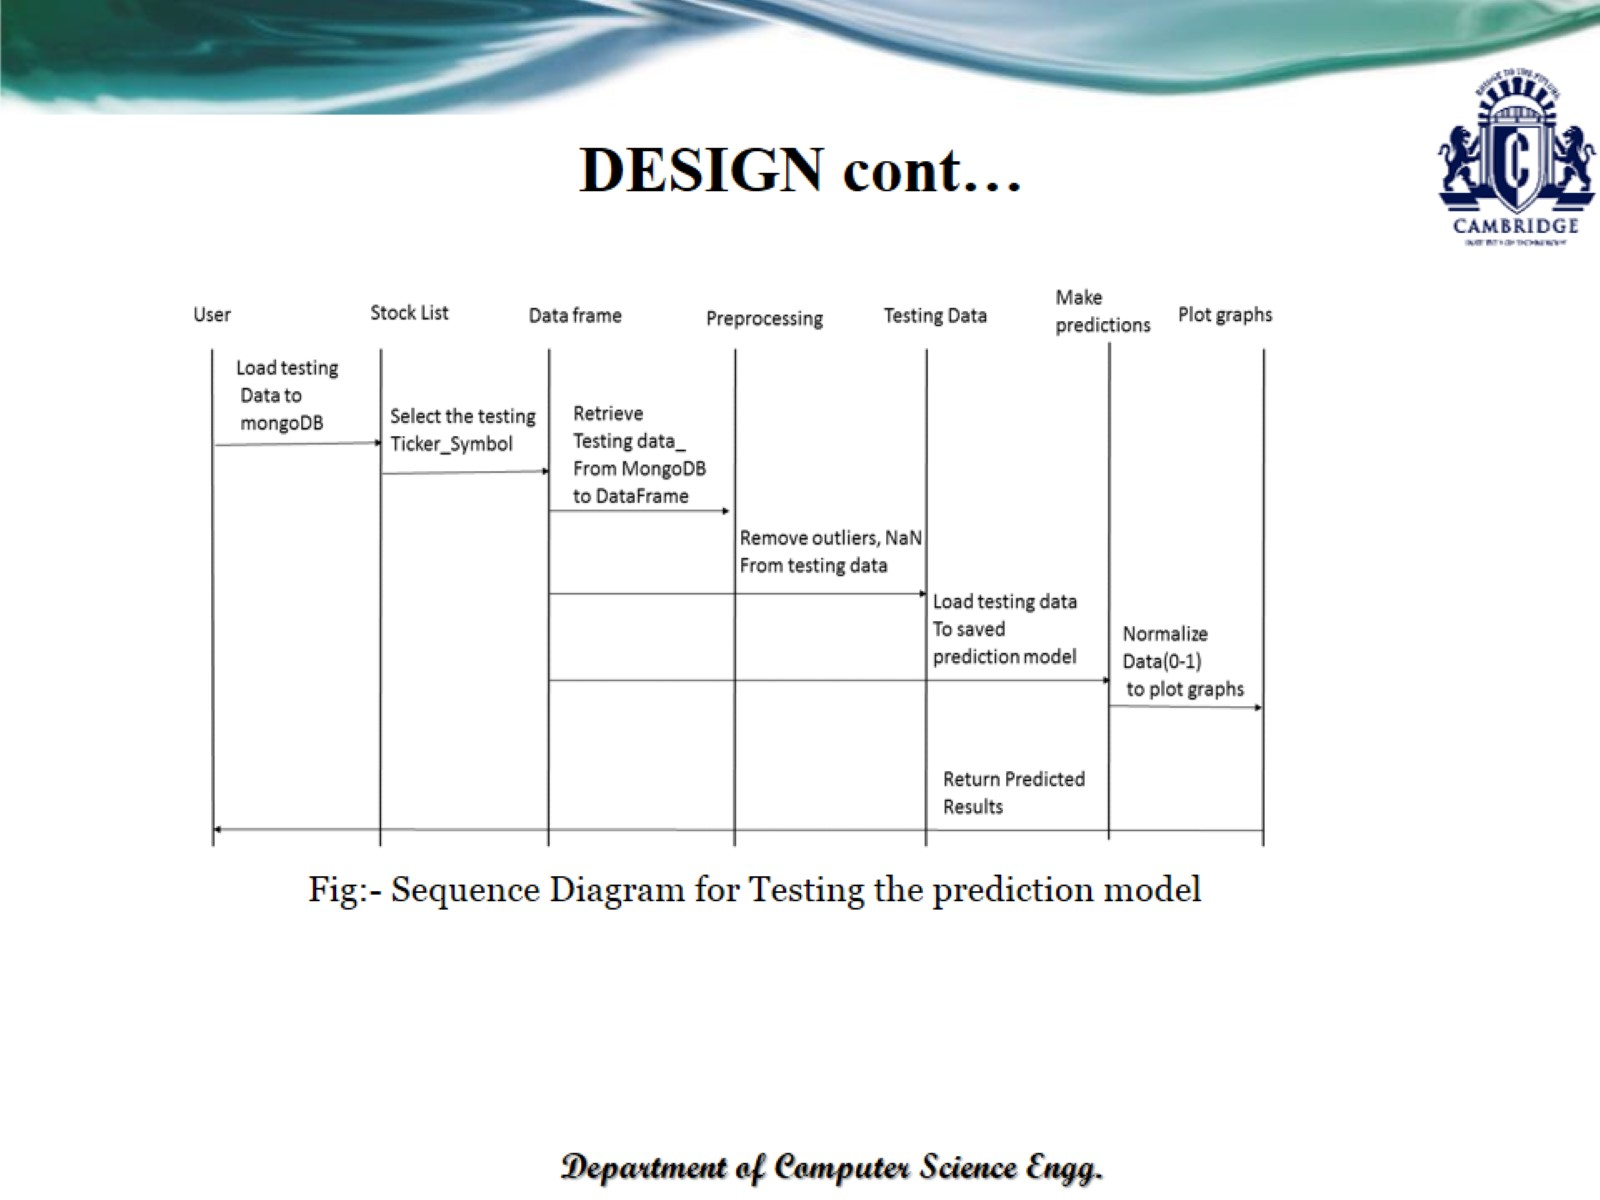 DESIGN cont...
CAMBRIDGE
User
Stock List
Data frame
Preprocessing
Testing Data
Make
predictions
Plot graphs
Load testing
Data to
mongoDB
Select the testing
Ticker_Symbol
Retrieve
Testing data_
From MongoDB
to DataFrame
Remove outliers, NaN
From testing data
Load testing data
To saved
prediction model
Normalize
Data(0-1)
to plot graphs
Return Predicted
Results
Fig:- Sequence Diagram for Testing the prediction model
Department of Computer Science Engg.